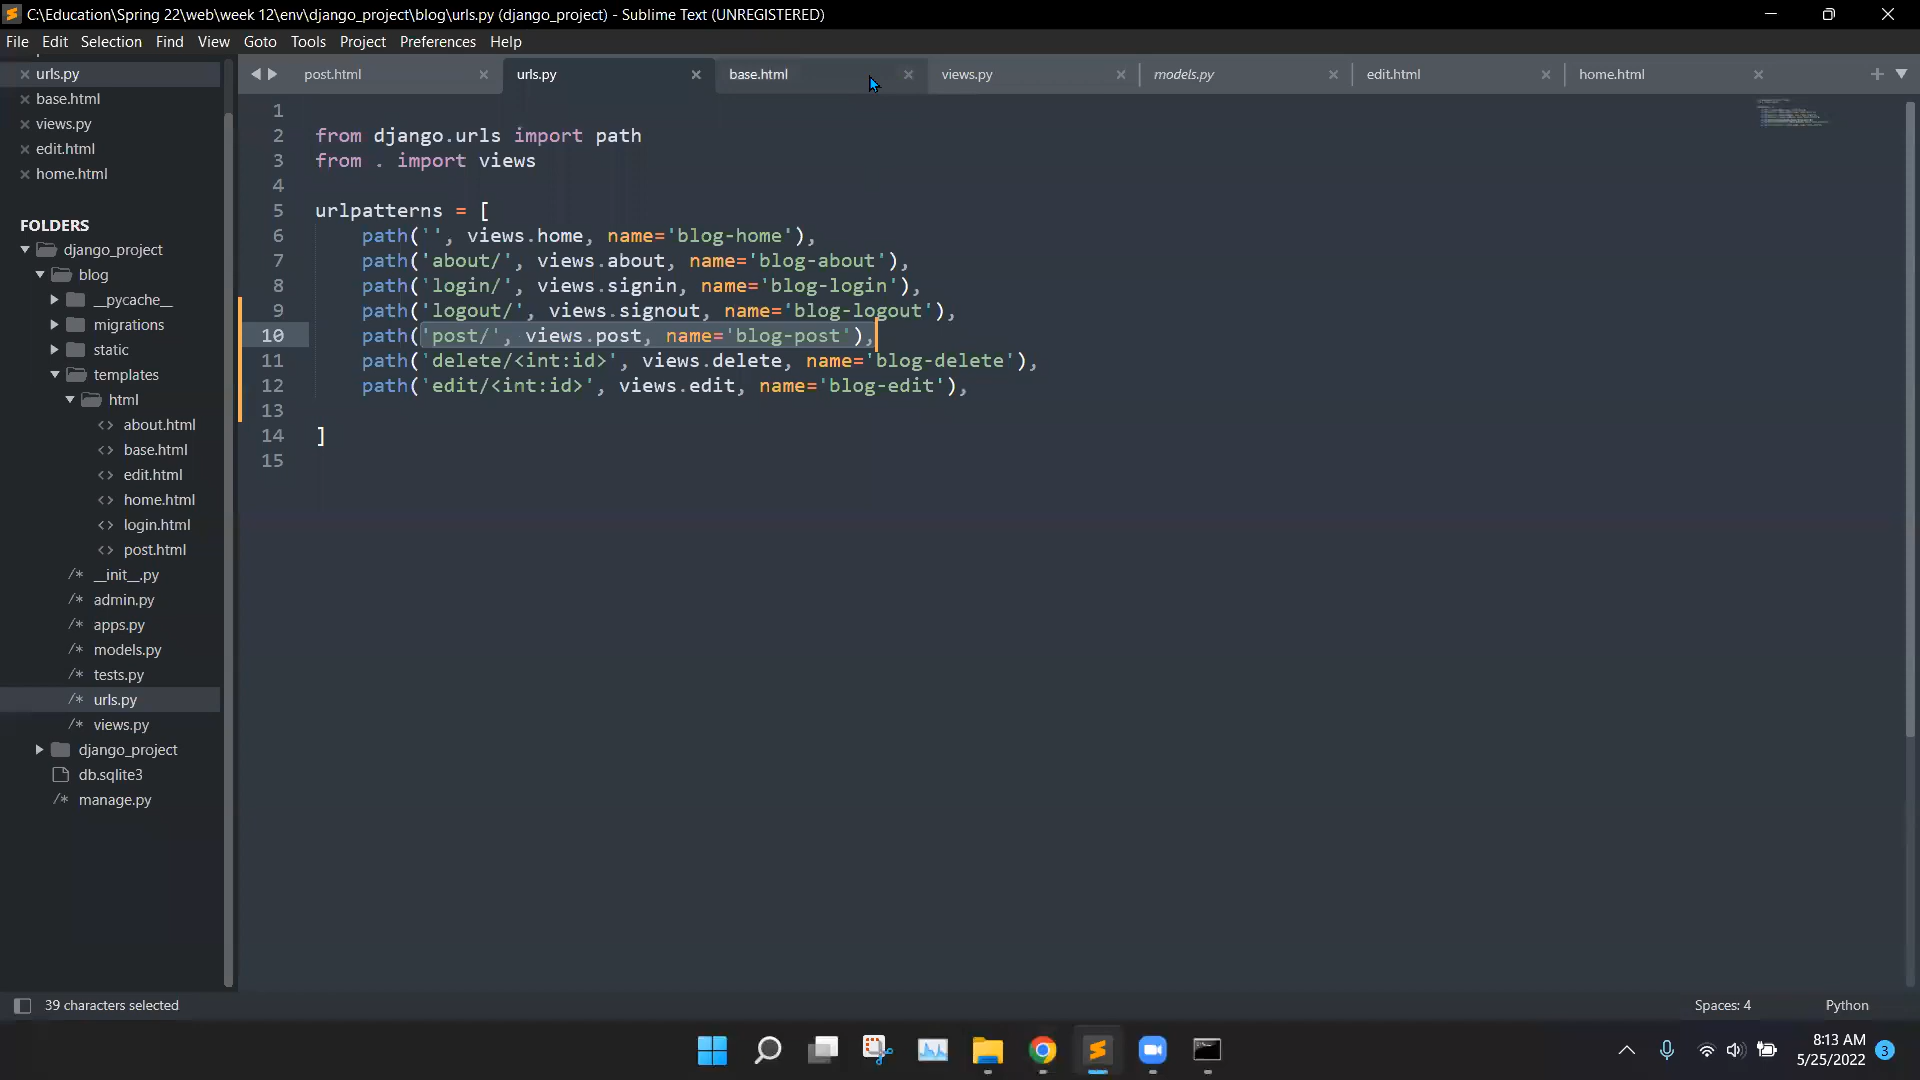 C:\Education\Spring 22\web\week 12\env\django_project\blog\urls.py (django_project) - Sublime Text (UNREGISTERED)
File Edit Selection Find View Goto Tools Project Preferences Help
urls.py
base.html
views.py
edit.html
home.html
FOLDERS
django_project
blog
__pycache__
migrations
static
templates
html
about.html
base.html
edit.html
home.html
login.html
post.html
__init__.py
admin.py
apps.py
models.py
tests.py
urls.py
views.py
django_project
db.sqlite3
manage.py
post.html urls.py base.html views.py models.py edit.html home.html
1
2 from django.urls import path
3 from . import views
4
5 urlpatterns = [
6 path('', views.home, name='blog-home'),
7 path('about/', views.about, name='blog-about'),
8 path('login/', views.signin, name='blog-login'),
9 path('logout/', views.signout, name='blog-logout'),
10 path('post/', views.post, name='blog-post'),
11 path('delete/<int:id>', views.delete, name='blog-delete'),
12 path('edit/<int:id>', views.edit, name='blog-edit'),
13
14 ]
15
39 characters selected
Spaces: 4 Python
8:13 AM
5/25/2022 3